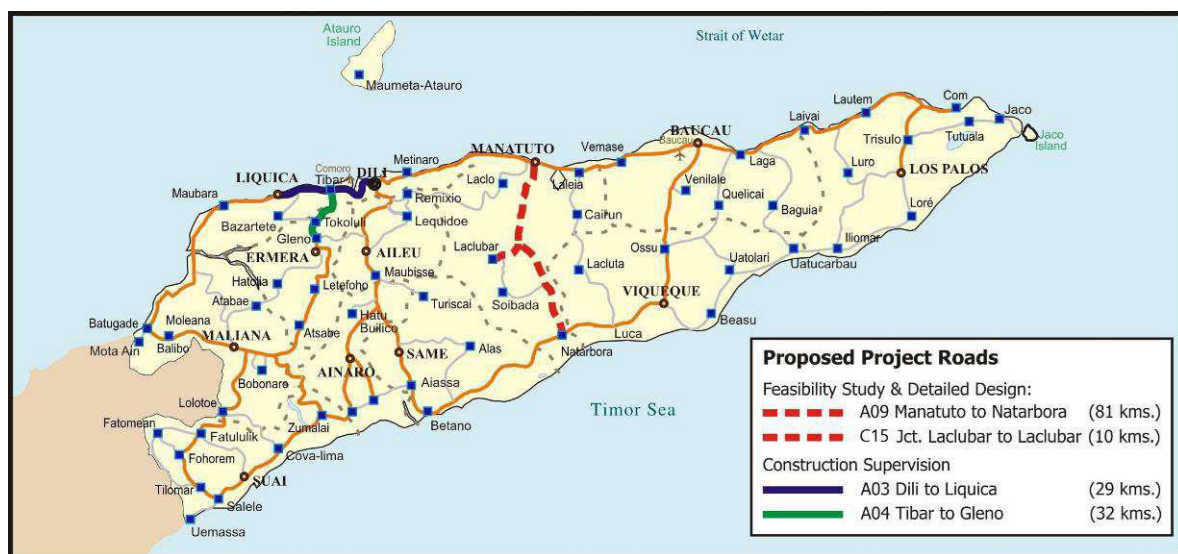 Atauro
Island
Strait of Wetar
Maumeta-Atauro
Com
Jaco
Lautem
Laivai
BAUCAU
Baucau
Trisulo
Tutuala
Jaco
Island
MANATUTO
Vemase
Metinaro
Comoro
DILI
Tibar
LIQUICA
Laclo
Laleia
Laga
Luro
LOS PALOS
Maubara
Remixio
Venilale
Quelicai
Bazartete
Tokoluli
Lequidoe
Cairun
Baguia
Loré
Gleno
ERMERA
AILEU
Laclubar
Ossu
Iliomar
Uatucarbau
Hatolia
Letefoho
Maubisse
Lacluta
Uatolari
Atabae
Turiscai
Soibada
VIQUEQUE
Hatu
Builico
Batugade
Moleana
Atsabe
Luca
Beasu
Mota Ain
Balibo
MALIANA
Natarbora
SAME
Alas
AINARO
Bobonaro
Aiassa
Lolotoe
Zumalai
Betano
Timor Sea
Fatomean
Fatululik
Cova-lima
Fohorem
SUAI
Tilomar
Salele
Uemassa
Proposed Project Roads
Feasibility Study & Detailed Design:
A09 Manatuto to Natarbora (81 kms.)
C15 Jct. Laclubar to Laclubar (10 kms.)
Construction Supervision
A03 Dili to Liquica (29 kms.)
A04 Tibar to Gleno (32 kms.)